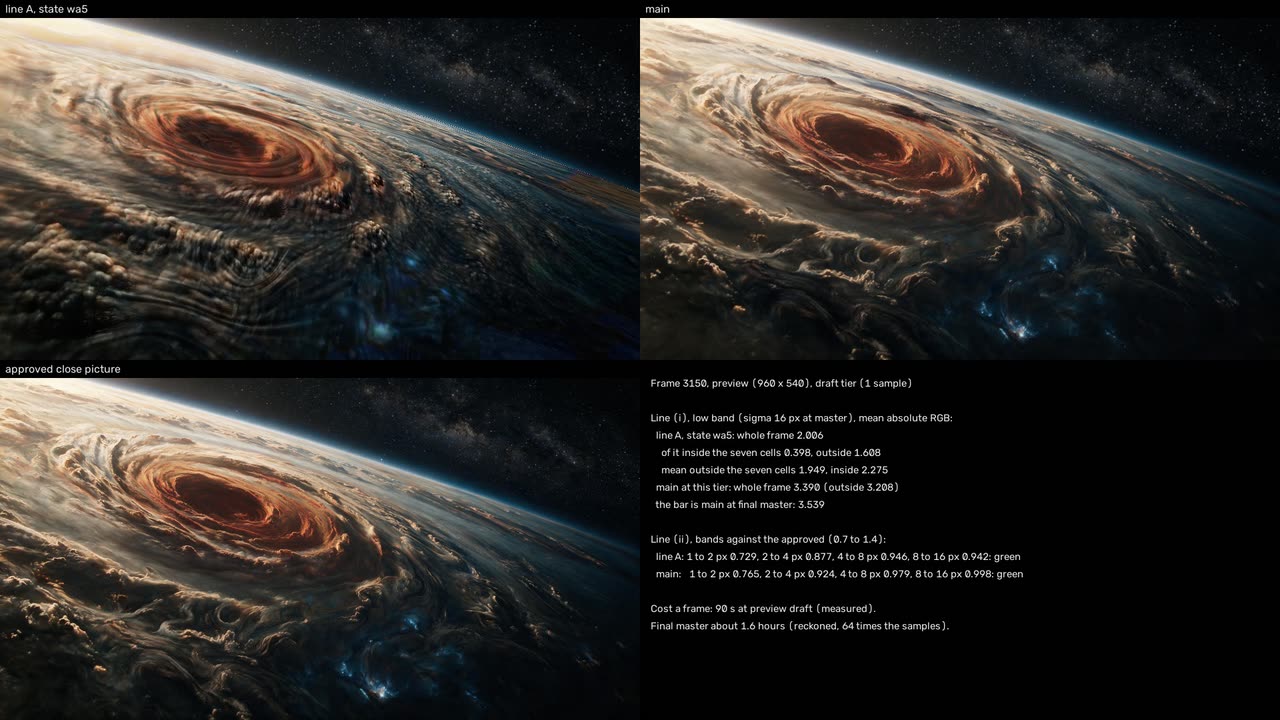 line A, state wa5
main
approved close picture
Frame 3150, preview (960 x 540), draft tier (1 sample)
Line (i), low band (sigma 16 px at master), mean absolute RGB:
line A, state wa5: whole frame 2.006
of it inside the seven cells 0.398, outside 1.608
mean outside the seven cells 1.949, inside 2.275
main at this tier: whole frame 3.390 (outside 3.208)
the bar is main at final master: 3.539
Line (ii), bands against the approved (0.7 to 1.4):
line A: 1 to 2 px 0.729, 2 to 4 px 0.877, 4 to 8 px 0.946, 8 to 16 px 0.942: green
main: 1 to 2 px 0.765, 2 to 4 px 0.924, 4 to 8 px 0.979, 8 to 16 px 0.998: green
Cost a frame: 90 s at preview draft (measured).
Final master about 1.6 hours (reckoned, 64 times the samples).